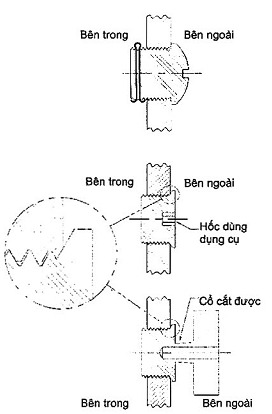 Bên trong
Bên ngoài
Bên trong
Bên ngoài
Hốc dùng
dụng cụ
Cổ cắt được
Bên trong
Bên ngoài